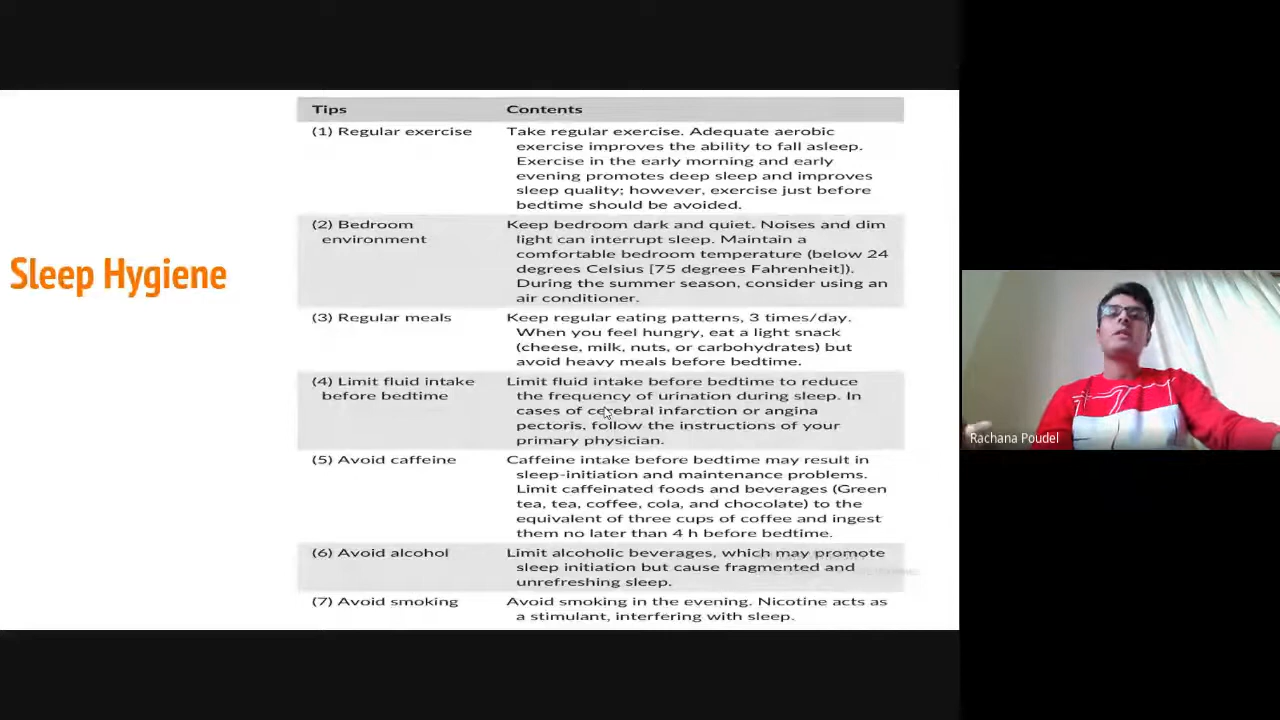 Sleep Hygiene
Tips Contents
(1) Regular exercise Take regular exercise. Adequate aerobic
exercise improves the ability to fall asleep.
Exercise in the early morning and early
evening promotes deep sleep and improves
sleep quality; however, exercise just before
bedtime should be avoided.
(2) Bedroom Keep bedroom dark and quiet. Noises and dim
environment light can interrupt sleep. Maintain a
comfortable bedroom temperature (below 24
degrees Celsius [75 degrees Fahrenheit]).
During the summer season, consider using an
air conditioner.
(3) Regular meals Keep regular eating patterns, 3 times/day.
When you feel hungry, eat a light snack
(cheese, milk, nuts, or carbohydrates) but
avoid heavy meals before bedtime.
(4) Limit fluid intake Limit fluid intake before bedtime to reduce
before bedtime the frequency of urination during sleep. In
cases of cerebral infarction or angina
pectoris, follow the instructions of your
primary physician.
(5) Avoid caffeine Caffeine intake before bedtime may result in
sleep-initiation and maintenance problems.
Limit caffeinated foods and beverages (Green
tea, tea, coffee, cola, and chocolate) to the
equivalent of three cups of coffee and ingest
them no later than 4 h before bedtime.
(6) Avoid alcohol Limit alcoholic beverages, which may promote
sleep initiation but cause fragmented and
unrefreshing sleep.
(7) Avoid smoking Avoid smoking in the evening. Nicotine acts as
a stimulant, interfering with sleep.
Rachana Poudel